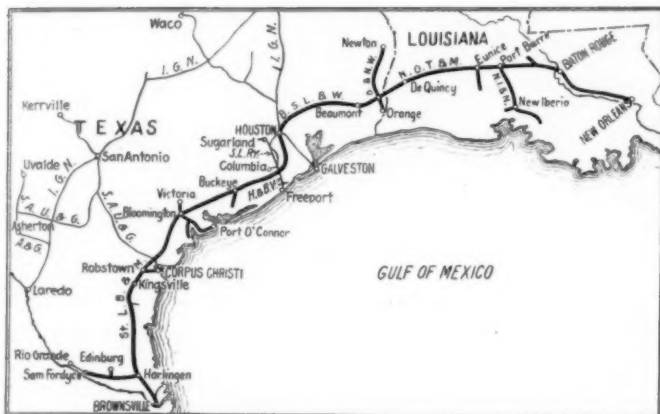 Waco
LOUISIANA
Newton
Eunice
Port Barre
BATON ROUGE
I. G. N.
I. G. N.
N. O. T. & M.
O. & N. W.
De Quincy
B. S. L. & W.
Beaumont
Orange
N. I. & N.
New Iberia
NEW ORLEANS
Kerrville
TEXAS
HOUSTON
Sugarland
S. L. Ry.
Uvalde
San Antonio
Columbia
GALVESTON
I. G. N.
Victoria
Buckeye
H. & B. V.
Freeport
S. A. U. & G.
S. A. U. & G.
Bloomington
Asherton
A. & G.
Port O'Connor
Robstown
CORPUS CHRISTI
GULF OF MEXICO
Laredo
Kingsville
St. L. B. & M.
Rio Grande
Edinburg
Sam Fordyce
Harlingen
BROWNSVILLE